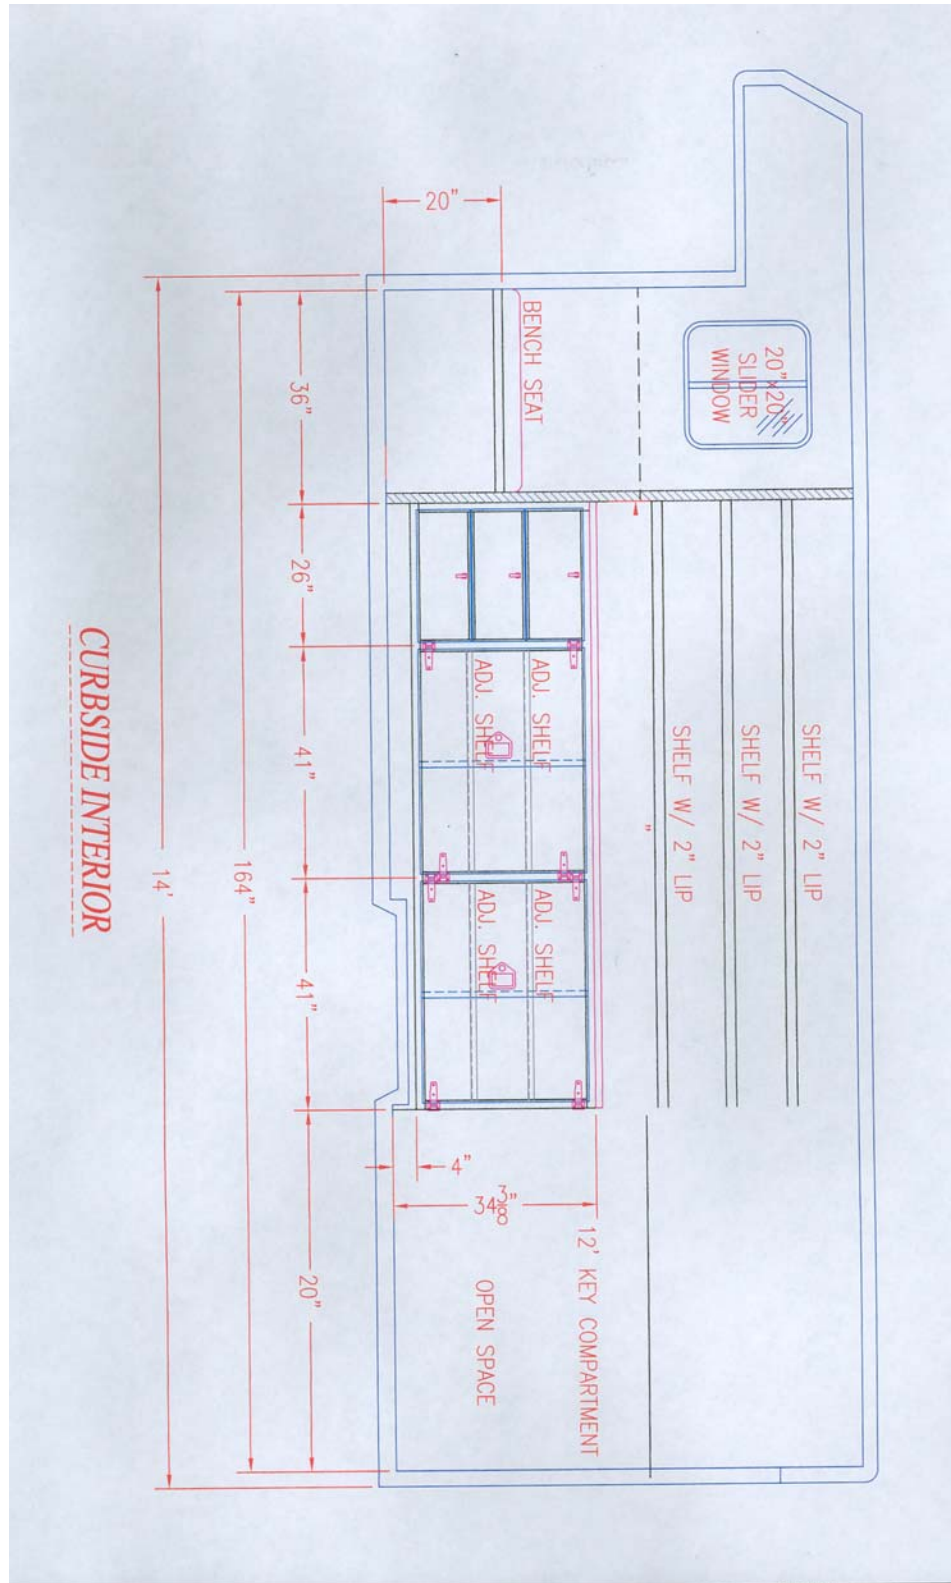 20"x20"
SLIDER
WINDOW
BENCH SEAT
20"
SHELF W/ 2" LIP
SHELF W/ 2" LIP
SHELF W/ 2" LIP
"
ADJ. SHELF
ADJ. SHELF
ADJ. SHELF
ADJ. SHELF
12' KEY COMPARTMENT
OPEN SPACE
4"
34 3/8"
36"
26"
41"
41"
20"
164"
14'
CURBSIDE INTERIOR